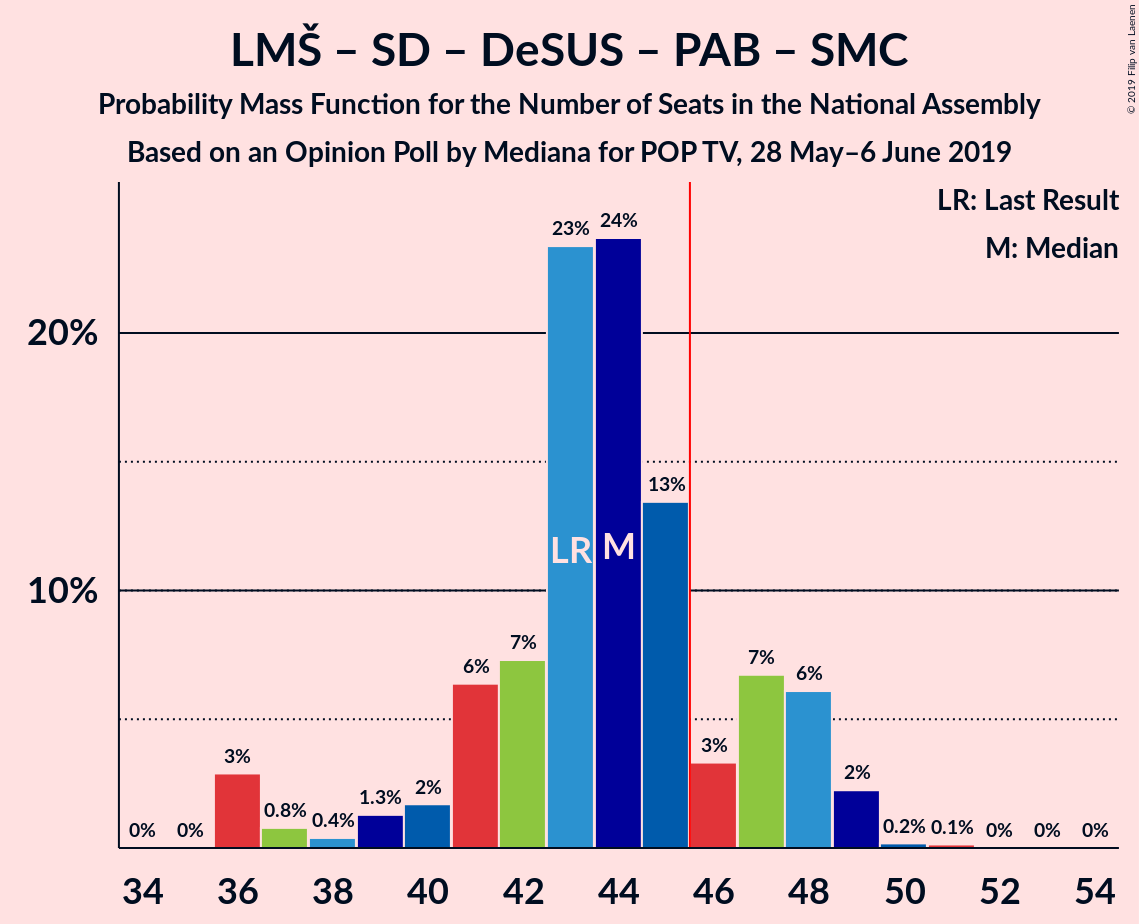 LMŠ – SD – DeSUS – PAB – SMC
Probability Mass Function for the Number of Seats in the National Assembly
Based on an Opinion Poll by Mediana for POP TV, 28 May–6 June 2019
© 2019 Filip van Laenen
LR: Last Result
M: Median
20%
10%
0%
0%
3%
0.8%
0.4%
1.3%
2%
6%
7%
23%
24%
13%
3%
7%
6%
2%
0.2%
0.1%
0%
0%
0%
LR
M
34 36 38 40 42 44 46 48 50 52 54